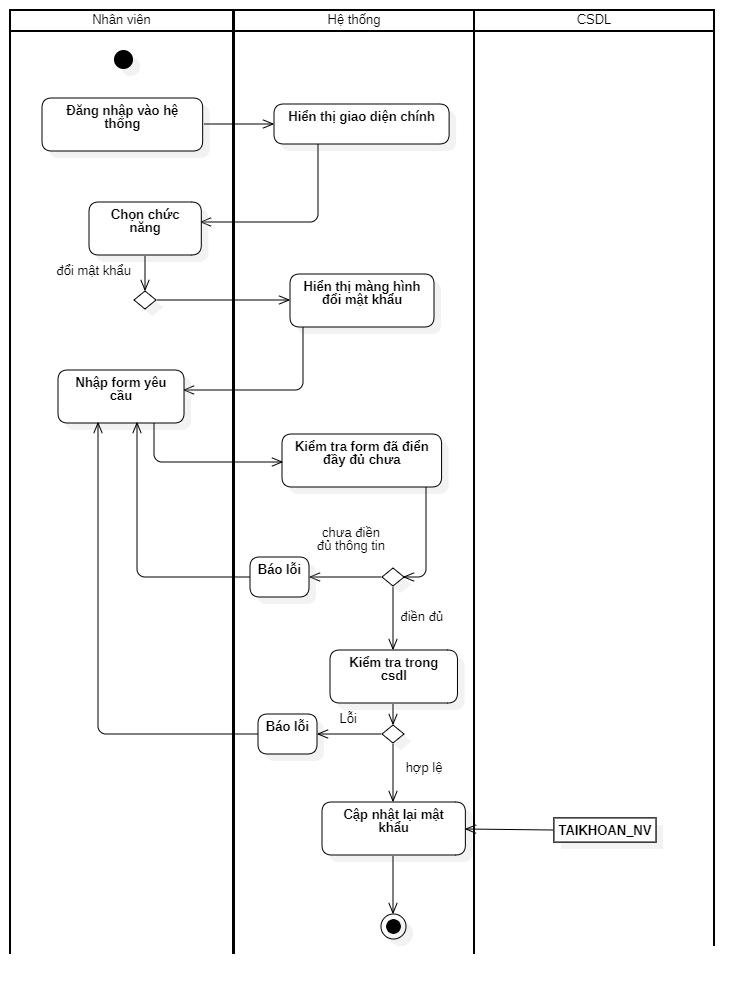 Nhân viên
Hệ thống
CSDL
Đăng nhập vào hệ
thống
Hiển thị giao diện chính
Chọn chức
năng
đổi mật khẩu
Hiển thị màng hình
đổi mật khẩu
Nhập form yêu
cầu
Kiểm tra form đã điển
đầy đủ chưa
chưa điền
đủ thông tin
Báo lỗi
điền đủ
Kiểm tra trong
csdl
Lỗi
Báo lỗi
hợp lệ
Cập nhật lại mật
khẩu
TAIKHOAN_NV